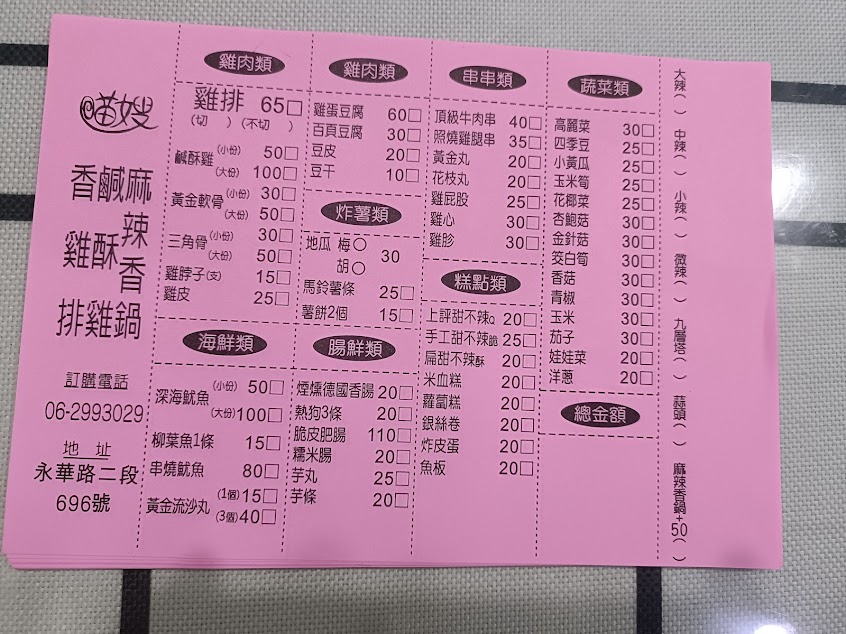 喵嫂
麻辣香鍋
鹹酥雞
香雞排
訂購電話
06-2993029
地 址
永華路二段
696號
雞肉類
雞排 65□
(切 ) (不切 )
鹹酥雞 (小份) 50□
(大份) 100□
黃金軟骨 (小份) 30□
(大份) 50□
三角骨 (小份) 30□
(大份) 50□
雞脖子(支) 15□
雞皮 25□
海鮮類
深海魷魚 (小份) 50□
(大份) 100□
柳葉魚1條 15□
串燒魷魚 80□
黃金流沙丸 (1個) 15□
(3個) 40□
雞肉類
雞蛋豆腐 60□
百頁豆腐 30□
豆皮 20□
豆干 10□
炸薯類
地瓜 梅○ 30
胡○
馬鈴薯條 25□
薯餅2個 15□
腸鮮類
煙燻德國香腸 20□
熱狗3條 20□
脆皮肥腸 110□
糯米腸 20□
芋丸 25□
芋條 20□
串串類
頂級牛肉串 40□
照燒雞腿串 35□
黃金丸 20□
花枝丸 20□
雞屁股 25□
雞心 30□
雞胗 30□
糕點類
上評甜不辣Q 20□
手工甜不辣脆 25□
扁甜不辣酥 20□
米血糕 20□
蘿蔔糕 20□
銀絲卷 20□
炸皮蛋 20□
魚板 20□
蔬菜類
高麗菜 30□
四季豆 25□
小黃瓜 25□
玉米筍 25□
花椰菜 25□
杏鮑菇 30□
金針菇 30□
筊白筍 30□
香菇 30□
青椒 30□
玉米 30□
茄子 30□
娃娃菜 20□
洋蔥 20□
總金額
大辣( ) 中辣( ) 小辣( ) 微辣( ) 九層塔( ) 蒜頭( ) 麻辣香鍋+50( )